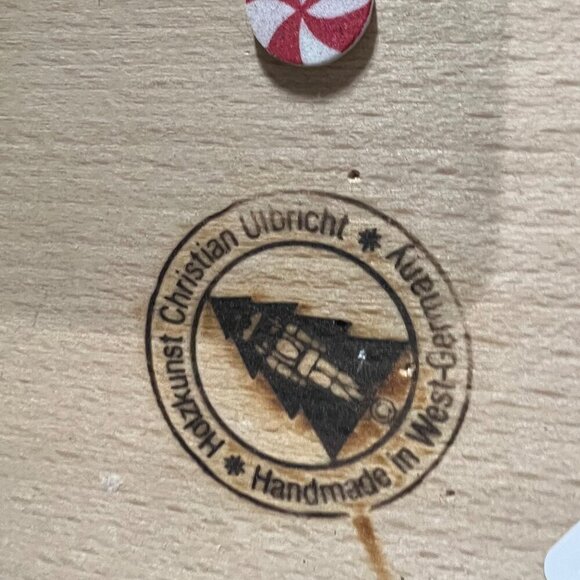 Holzkunst Christian Ulbricht
Handmade in West-Germany
©